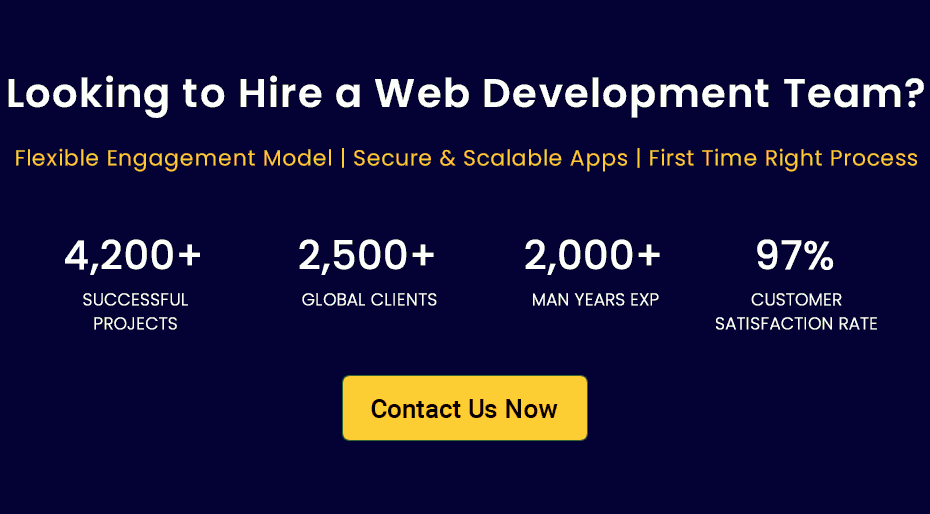 Looking to Hire a Web Development Team?
Flexible Engagement Model | Secure & Scalable Apps | First Time Right Process
4,200+
SUCCESSFUL
PROJECTS
2,500+
GLOBAL CLIENTS
2,000+
MAN YEARS EXP
97%
CUSTOMER
SATISFACTION RATE
Contact Us Now